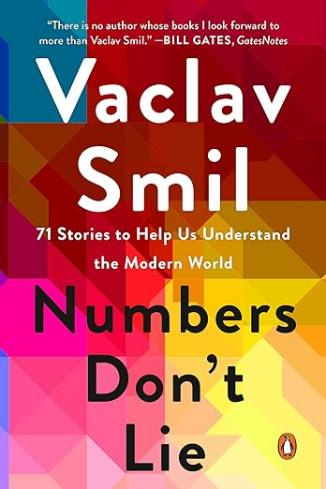 “There is no author whose books I look forward to
more than Vaclav Smil.” —BILL GATES, GatesNotes
Vaclav
Smil
71 Stories to Help Us Understand
the Modern World
Numbers
Don’t
Lie